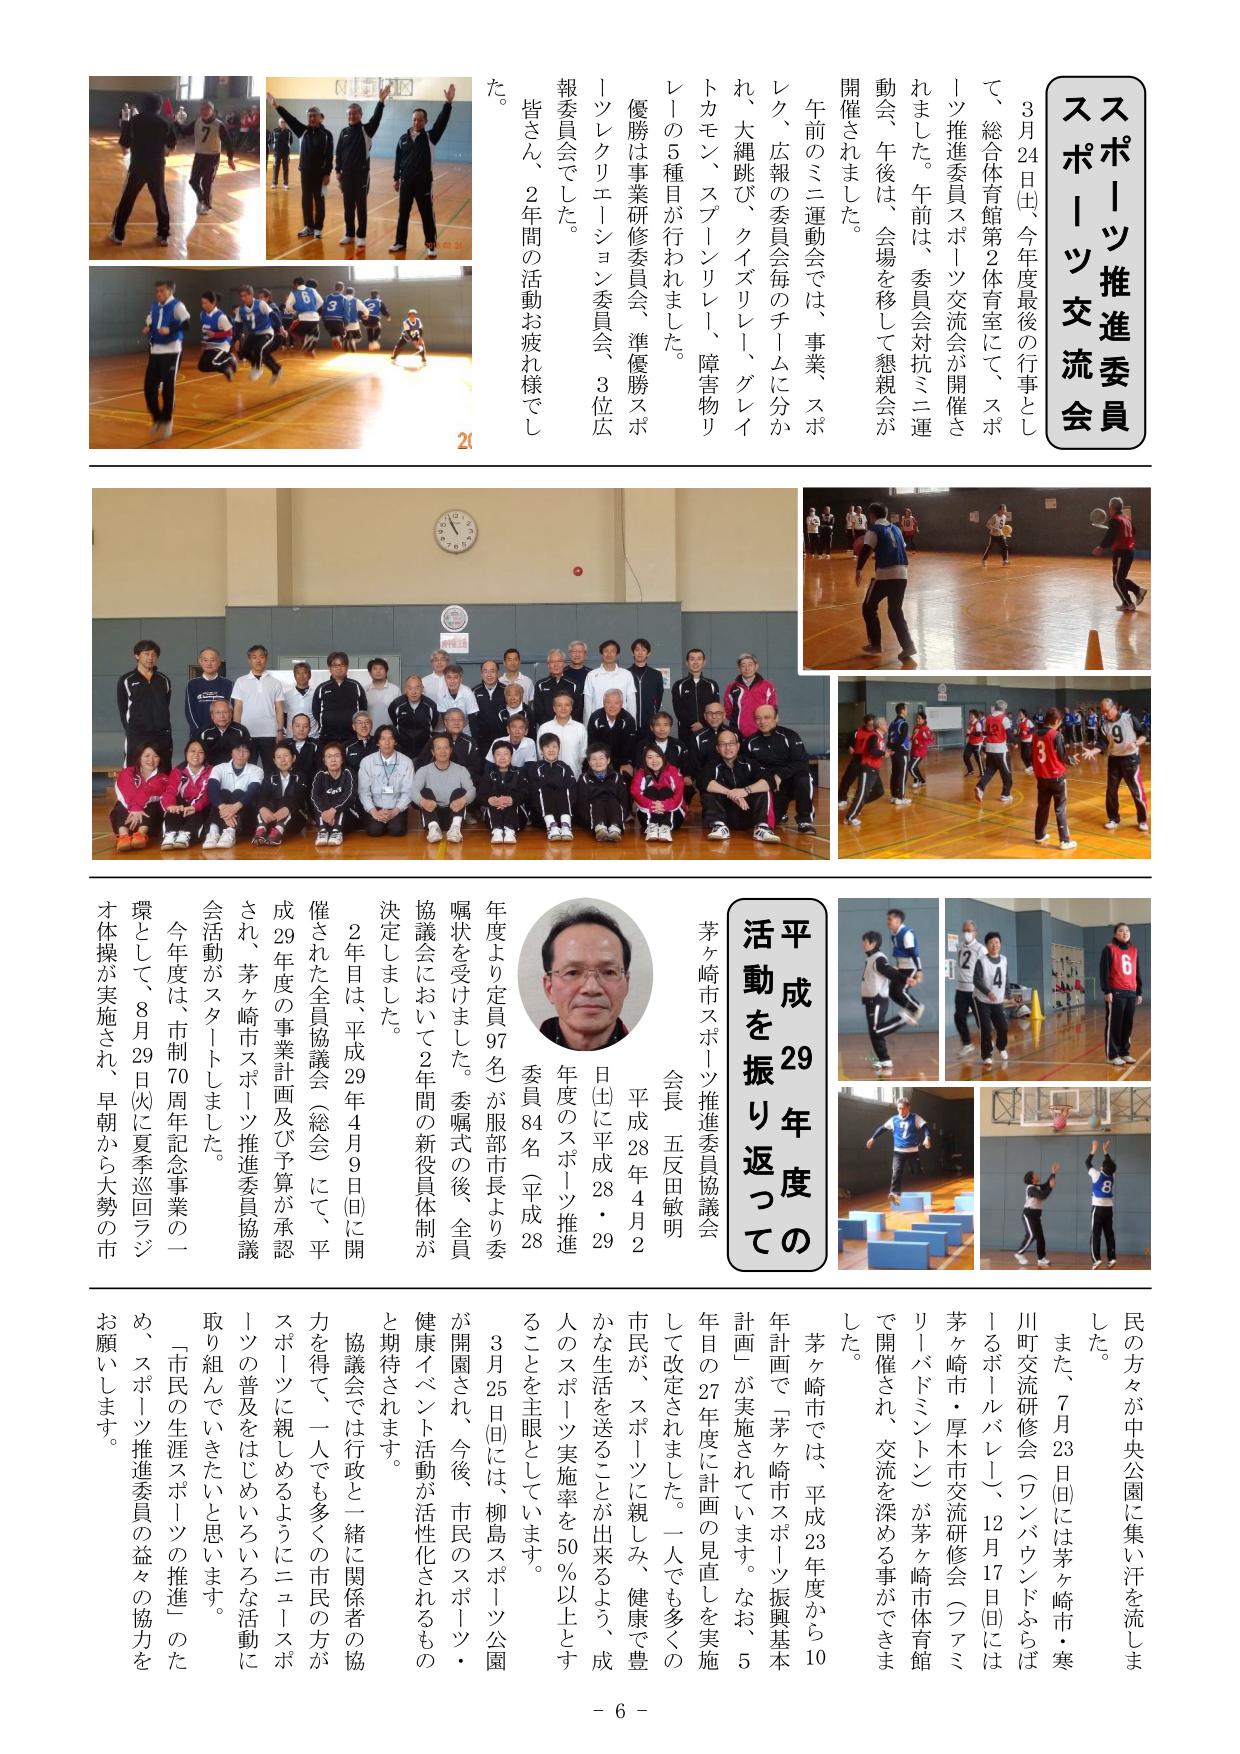 スポーツ推進委員
スポーツ交流会
3月24日㈯、今年度最後の行事とし
て、総合体育館第2体育室にて、スポ
ーツ推進委員スポーツ交流会が開催さ
れました。午前は、委員会対抗ミニ運
動会、午後は、会場を移して懇親会が
開催されました。
午前のミニ運動会では、事業、スポ
レク、広報の委員会毎のチームに分か
れ、大縄跳び、クイズリレー、グレイ
トカモン、スプーンリレー、障害物リ
レーの5種目が行われました。
優勝は事業研修委員会、準優勝スポ
ーツレクリエーション委員会、3位広
報委員会でした。
皆さん、2年間の活動お疲れ様でし
た。
平成29年度の
活動を振り返って
茅ヶ崎市スポーツ推進委員協議会
会長 五反田敏明
平成28年4月2
日㈯に平成28・29
年度のスポーツ推進
委員84名（平成28
年度より定員97名）が服部市長より委
嘱状を受けました。委嘱式の後、全員
協議会において2年間の新役員体制が
決定しました。
2年目は、平成29年4月9日㈰に開
催された全員協議会（総会）にて、平
成29年度の事業計画及び予算が承認
され、茅ヶ崎市スポーツ推進委員協議
会活動がスタートしました。
今年度は、市制70周年記念事業の一
環として、8月29日㈫に夏季巡回ラジ
オ体操が実施され、早朝から大勢の市
民の方々が中央公園に集い汗を流しま
した。
また、7月23日㈰には茅ヶ崎市・寒
川町交流研修会（ワンバウンドふらば
ーるボールバレー）、12月17日㈰には
茅ヶ崎市・厚木市交流研修会（ファミ
リーバドミントン）が茅ヶ崎市体育館
で開催され、交流を深める事ができま
した。
茅ヶ崎市では、平成23年度から10
年計画で「茅ヶ崎市スポーツ振興基本
計画」が実施されています。なお、5
年目の27年度に計画の見直しを実施
して改定されました。一人でも多くの
市民が、スポーツに親しみ、健康で豊
かな生活を送ることが出来るよう、成
人のスポーツ実施率を50％以上とす
ることを主眼としています。
3月25日㈰には、柳島スポーツ公園
が開園され、今後、市民のスポーツ・
健康イベント活動が活性化されるもの
と期待されます。
協議会では行政と一緒に関係者の協
力を得て、一人でも多くの市民の方が
スポーツに親しめるようにニュースポ
ーツの普及をはじめいろいろな活動に
取り組んでいきたいと思います。
「市民の生涯スポーツの推進」のた
め、スポーツ推進委員の益々の協力を
お願いします。
- 6 -